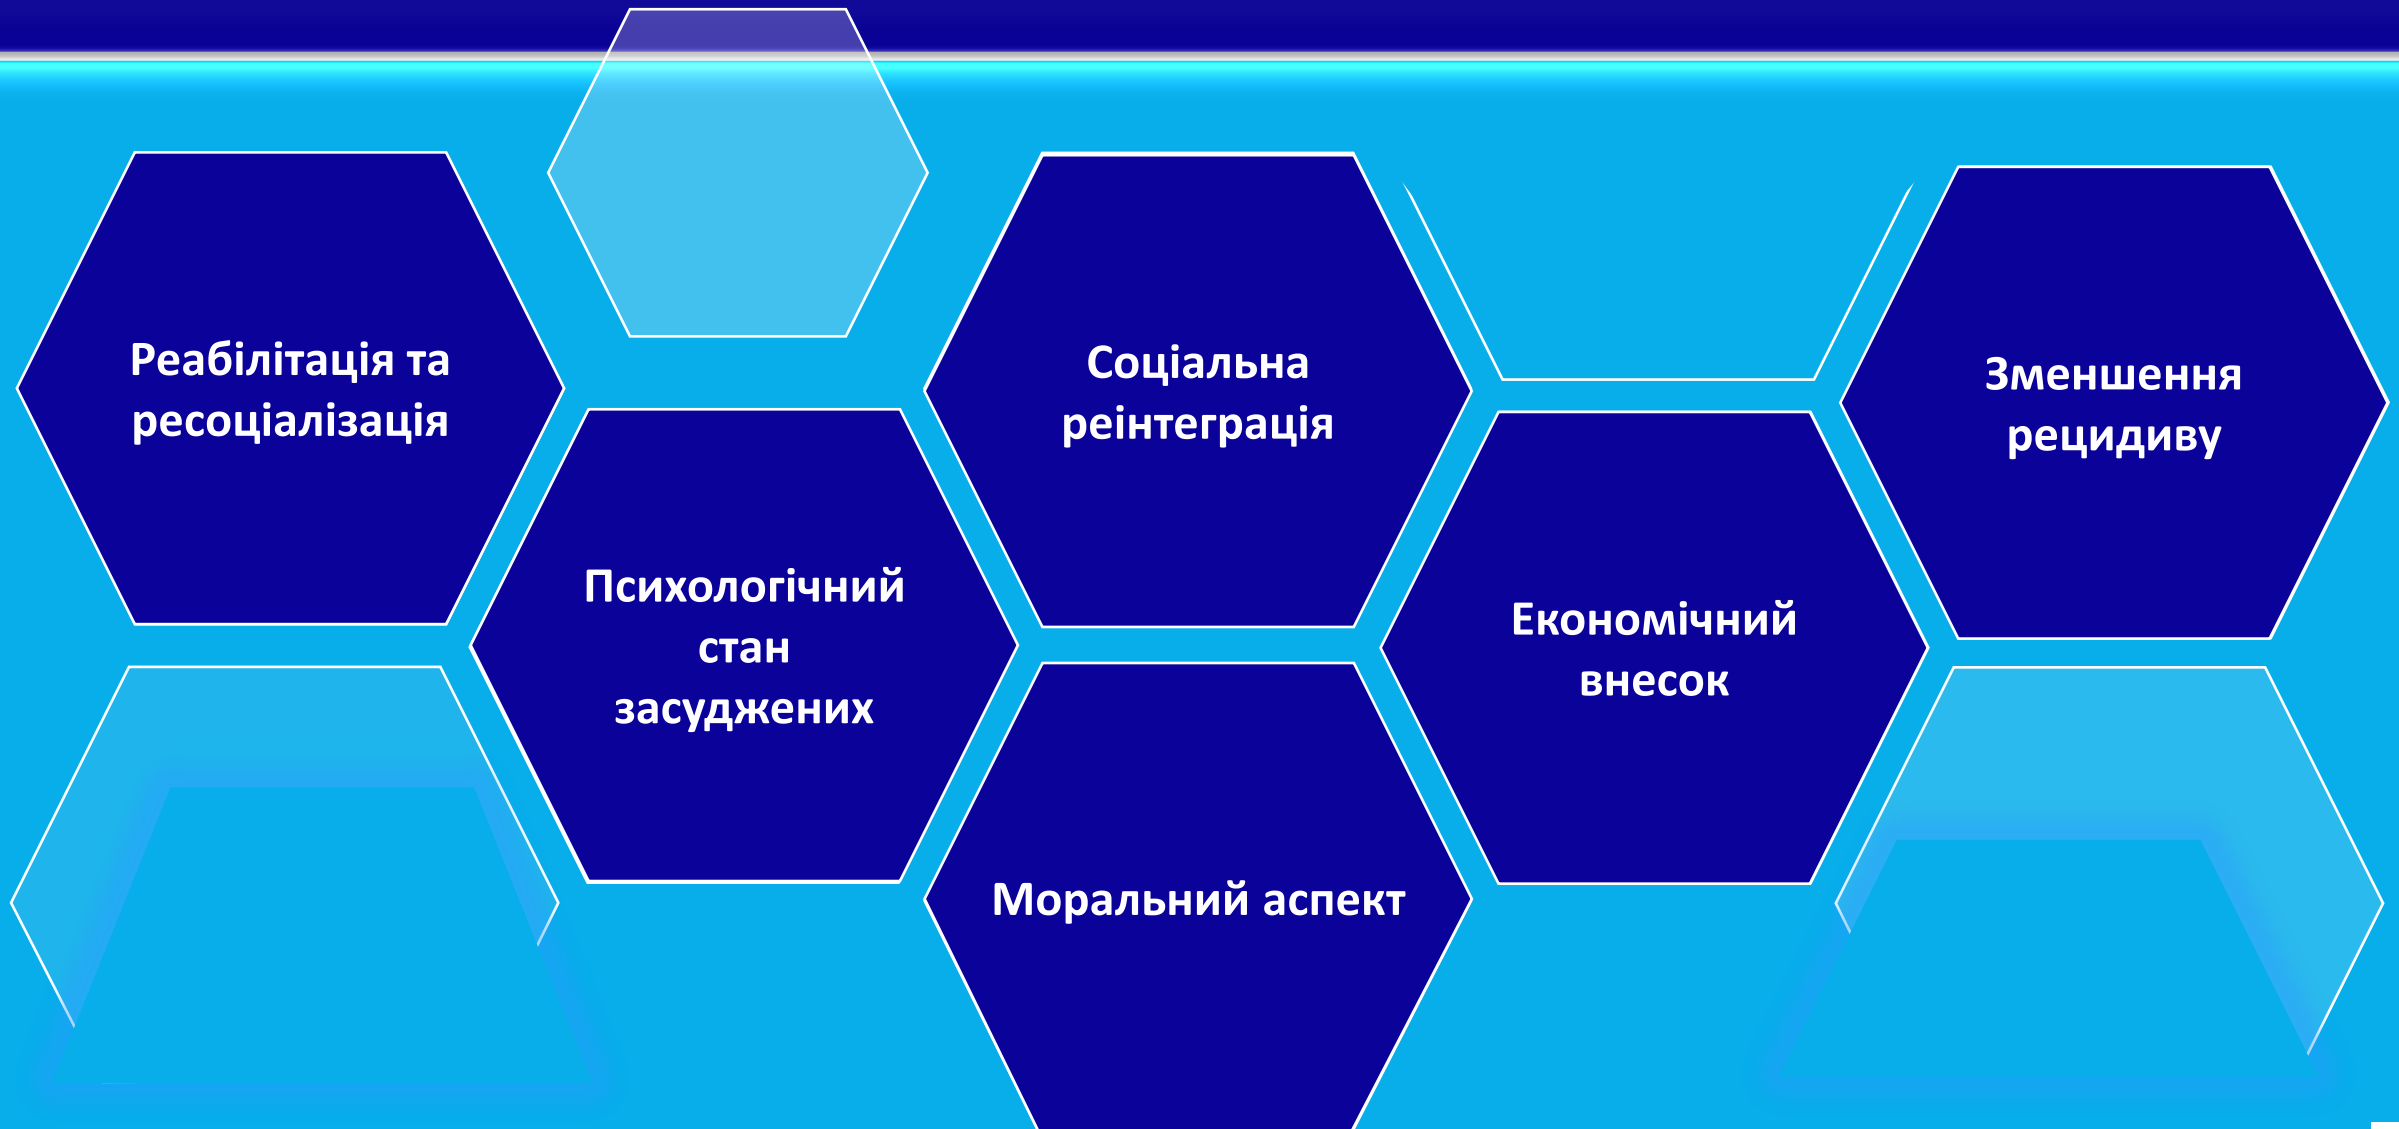 Реабілітація та
ресоціалізація
Психологічний
стан
засуджених
Соціальна
реінтеграція
Моральний аспект
Економічний
внесок
Зменшення
рецидиву